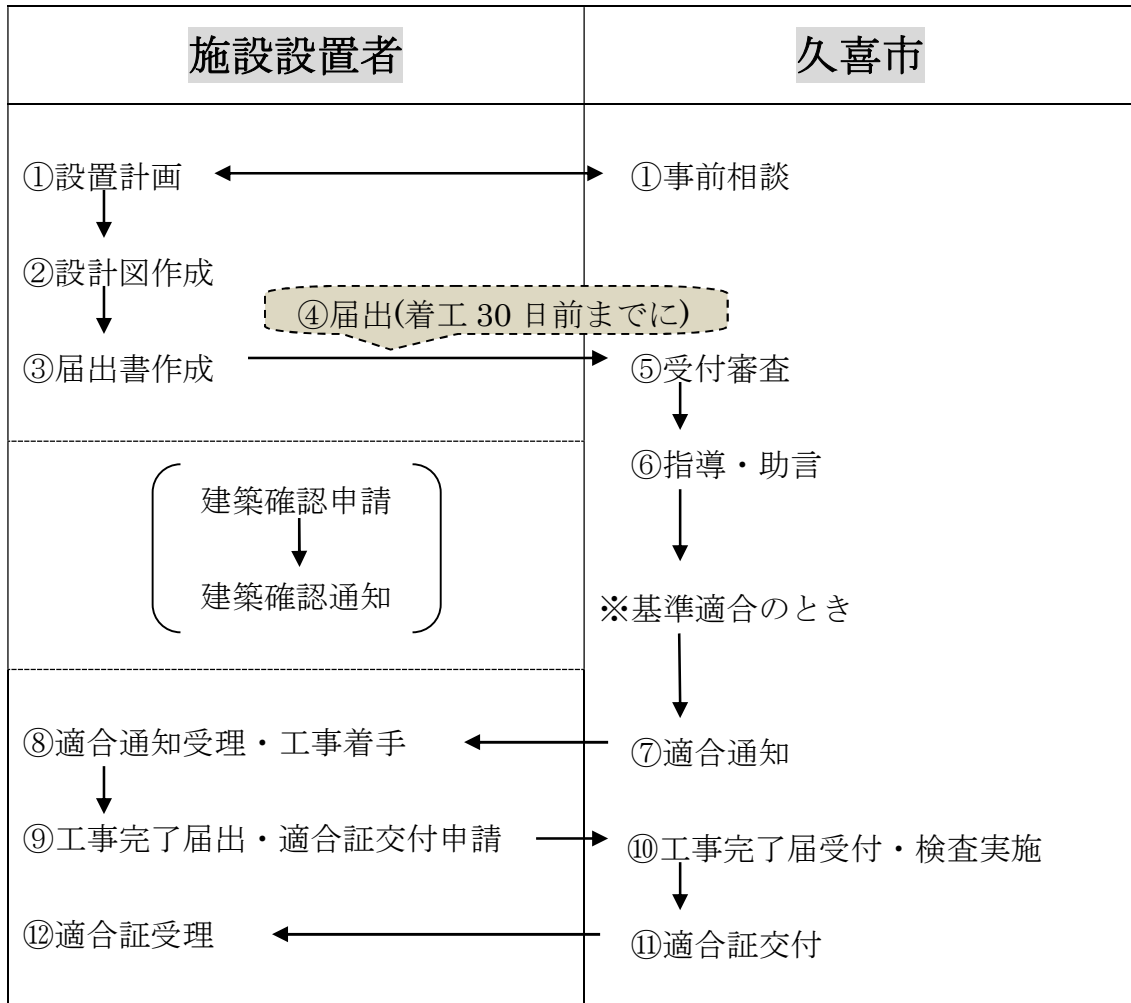 施設設置者
久喜市
①設置計画
①事前相談
②設計図作成
④届出(着工 30 日前までに)
③届出書作成
⑤受付審査
⑥指導・助言
建築確認申請
建築確認通知
※基準適合のとき
⑧適合通知受理・工事着手
⑦適合通知
⑨工事完了届出・適合証交付申請
⑩工事完了届受付・検査実施
⑫適合証受理
⑪適合証交付